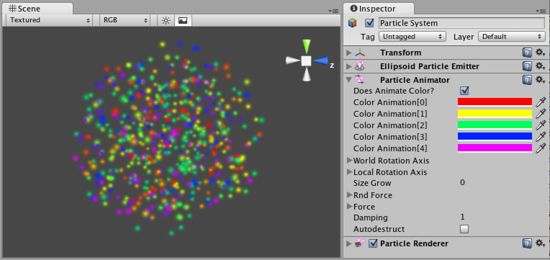 Scene
Textured
RGB
z
Inspector
Particle System
Tag Untagged Layer Default
Transform
Ellipsoid Particle Emitter
Particle Animator
Does Animate Color?
Color Animation[0]
Color Animation[1]
Color Animation[2]
Color Animation[3]
Color Animation[4]
World Rotation Axis
Local Rotation Axis
Size Grow 0
Rnd Force
Force
Damping 1
Autodestruct
Particle Renderer